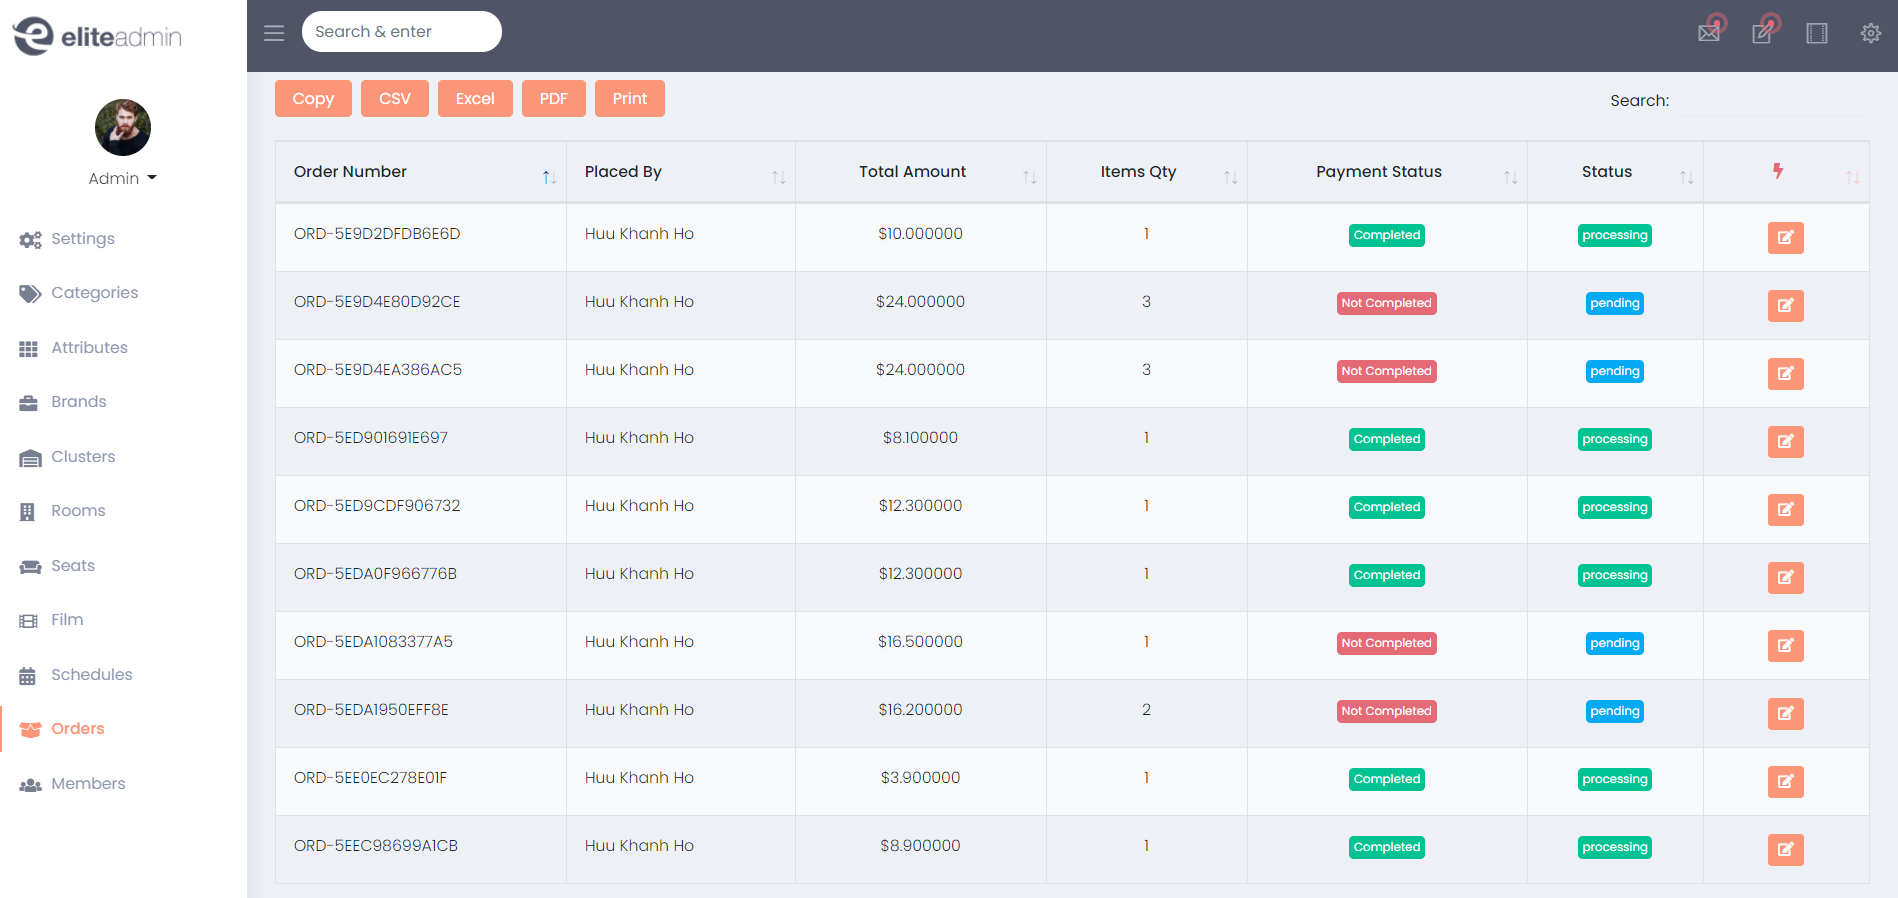 eliteadmin
Search & enter
Admin
Settings
Categories
Attributes
Brands
Clusters
Rooms
Seats
Film
Schedules
Orders
Members
Copy CSV Excel PDF Print
Search:
Order Number Placed By Total Amount Items Qty Payment Status Status
ORD-5E9D2DFDB6E6D Huu Khanh Ho $10.000000 1 Completed processing
ORD-5E9D4E80D92CE Huu Khanh Ho $24.000000 3 Not Completed pending
ORD-5E9D4EA386AC5 Huu Khanh Ho $24.000000 3 Not Completed pending
ORD-5ED901691E697 Huu Khanh Ho $8.100000 1 Completed processing
ORD-5ED9CDF906732 Huu Khanh Ho $12.300000 1 Completed processing
ORD-5EDA0F966776B Huu Khanh Ho $12.300000 1 Completed processing
ORD-5EDA1083377A5 Huu Khanh Ho $16.500000 1 Not Completed pending
ORD-5EDA1950EFF8E Huu Khanh Ho $16.200000 2 Not Completed pending
ORD-5EE0EC278E01F Huu Khanh Ho $3.900000 1 Completed processing
ORD-5EEC98699A1CB Huu Khanh Ho $8.900000 1 Completed processing